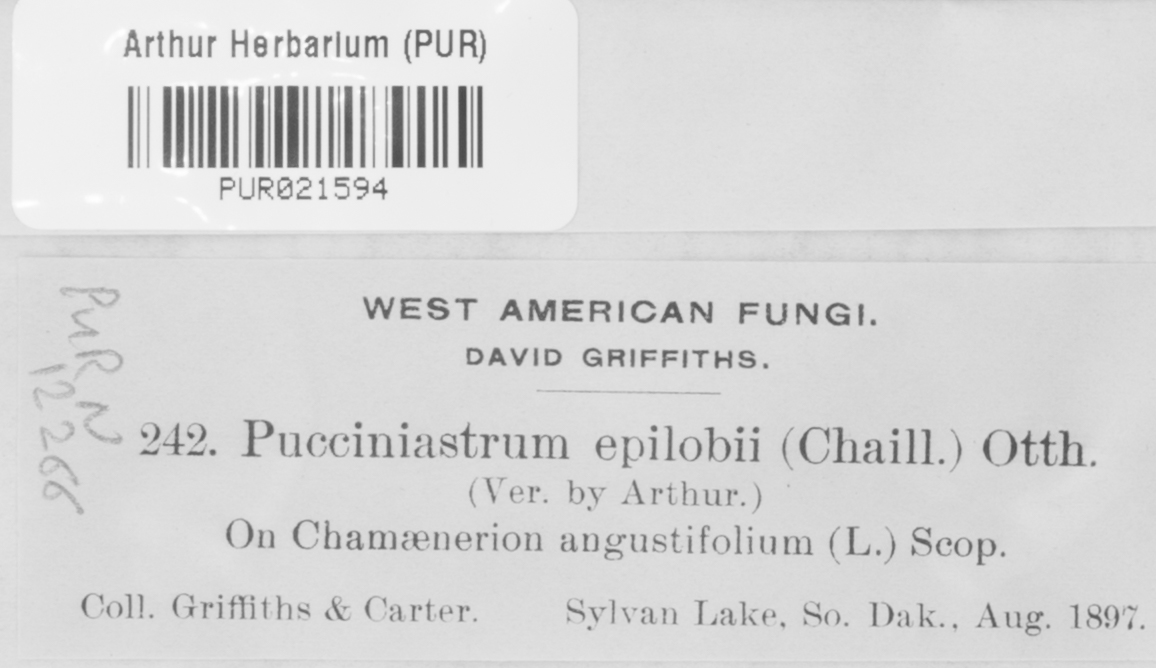 Arthur Herbarium (PUR)
PUR021594
PUR N
12266
WEST AMERICAN FUNGI.
DAVID GRIFFITHS.
242. Pucciniastrum epilobii (Chaill.) Otth.
(Ver. by Arthur.)
On Chamænerion angustifolium (L.) Scop.
Coll. Griffiths & Carter. Sylvan Lake, So. Dak., Aug. 1897.